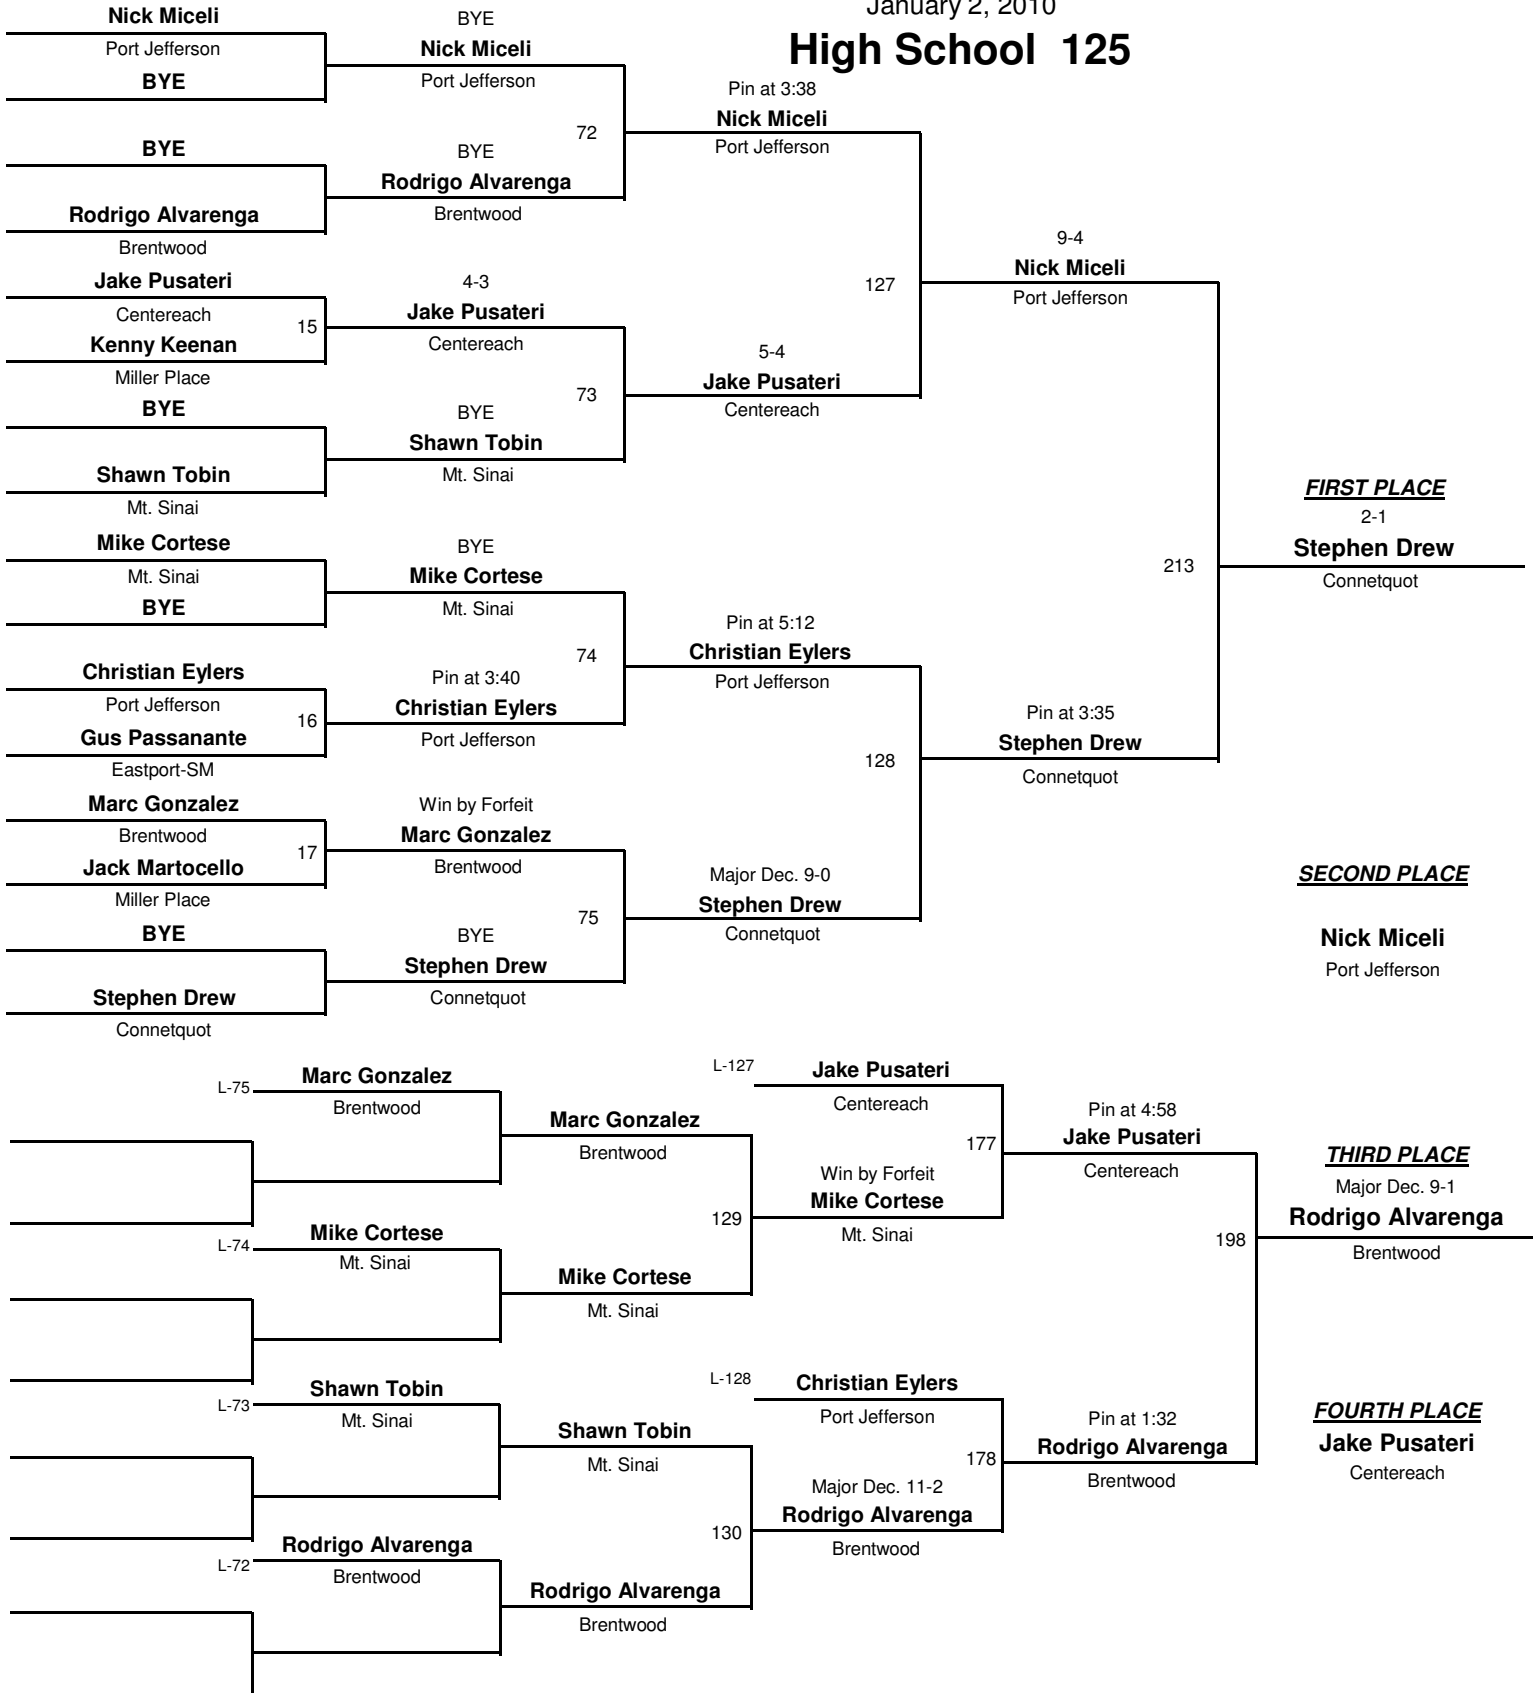 January 2, 2010
High School 125
Nick Miceli
Port Jefferson
BYE
BYE
Rodrigo Alvarenga
Brentwood
Jake Pusateri
Centereach
15
Kenny Keenan
Miller Place
BYE
Shawn Tobin
Mt. Sinai
Mike Cortese
Mt. Sinai
BYE
Christian Eylers
Port Jefferson
16
Gus Passanante
Eastport-SM
Marc Gonzalez
Brentwood
17
Jack Martocello
Miller Place
BYE
Stephen Drew
Connetquot
BYE
Nick Miceli
Port Jefferson
72
BYE
Rodrigo Alvarenga
Brentwood
4-3
Jake Pusateri
Centereach
73
BYE
Shawn Tobin
Mt. Sinai
BYE
Mike Cortese
Mt. Sinai
74
Pin at 3:40
Christian Eylers
Port Jefferson
Win by Forfeit
Marc Gonzalez
Brentwood
75
BYE
Stephen Drew
Connetquot
Pin at 3:38
Nick Miceli
Port Jefferson
127
5-4
Jake Pusateri
Centereach
Pin at 5:12
Christian Eylers
Port Jefferson
128
Major Dec. 9-0
Stephen Drew
Connetquot
9-4
Nick Miceli
Port Jefferson
213
Pin at 3:35
Stephen Drew
Connetquot
FIRST PLACE
2-1
Stephen Drew
Connetquot
SECOND PLACE
Nick Miceli
Port Jefferson
L-75
Marc Gonzalez
Brentwood
L-74
Mike Cortese
Mt. Sinai
L-73
Shawn Tobin
Mt. Sinai
L-72
Rodrigo Alvarenga
Brentwood
Marc Gonzalez
Brentwood
129
Mike Cortese
Mt. Sinai
Shawn Tobin
Mt. Sinai
130
Rodrigo Alvarenga
Brentwood
L-127
Jake Pusateri
Centereach
177
Win by Forfeit
Mike Cortese
Mt. Sinai
L-128
Christian Eylers
Port Jefferson
178
Major Dec. 11-2
Rodrigo Alvarenga
Brentwood
Pin at 4:58
Jake Pusateri
Centereach
198
Pin at 1:32
Rodrigo Alvarenga
Brentwood
THIRD PLACE
Major Dec. 9-1
Rodrigo Alvarenga
Brentwood
FOURTH PLACE
Jake Pusateri
Centereach